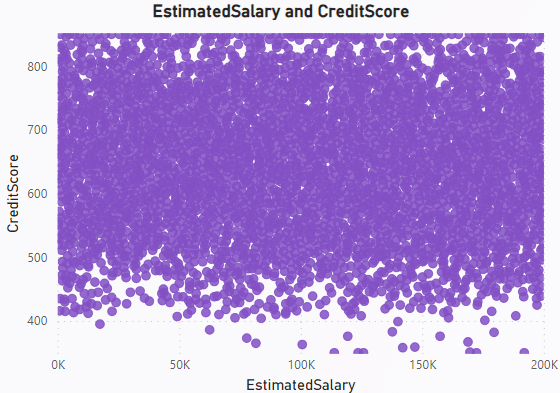 EstimatedSalary and CreditScore
CreditScore
800
700
600
500
400
0K 50K 100K 150K 200K
EstimatedSalary